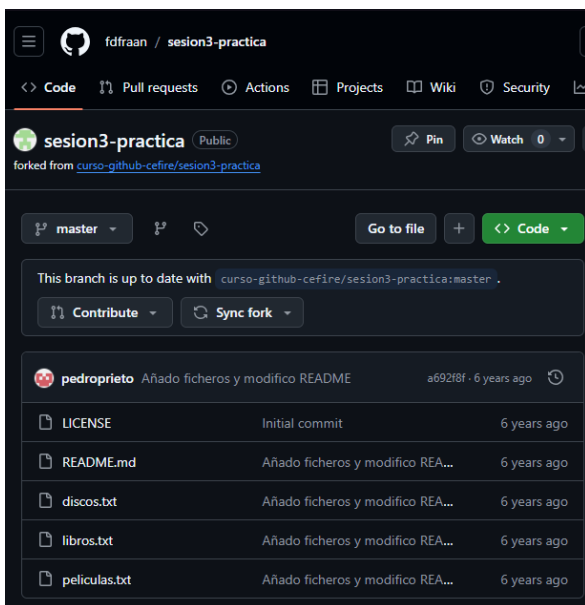 fdfraan / sesion3-practica
Code Pull requests Actions Projects Wiki Security
sesion3-practica Public Pin Watch 0
forked from curso-github-cefire/sesion3-practica
master Go to file Code
This branch is up to date with curso-github-cefire/sesion3-practica:master .
Contribute Sync fork
pedroprieto Añado ficheros y modifico README a692f8f · 6 years ago
LICENSE Initial commit 6 years ago
README.md Añado ficheros y modifico REA... 6 years ago
discos.txt Añado ficheros y modifico REA... 6 years ago
libros.txt Añado ficheros y modifico REA... 6 years ago
peliculas.txt Añado ficheros y modifico REA... 6 years ago